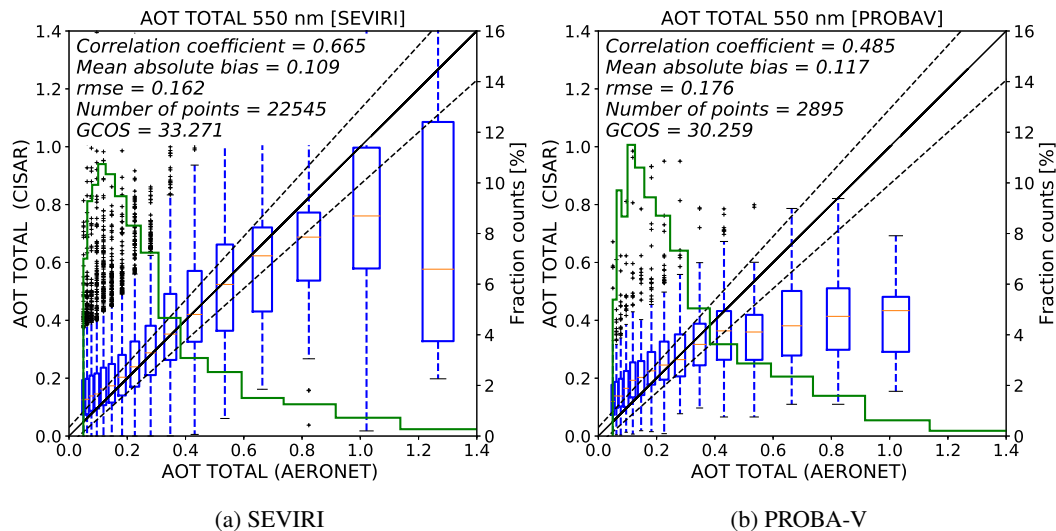 AOT TOTAL 550 nm [SEVIRI]
Correlation coefficient = 0.665
Mean absolute bias = 0.109
rmse = 0.162
Number of points = 22545
GCOS = 33.271
1.4
1.2
1.0
0.8
0.6
0.4
0.2
0.0
AOT TOTAL (CISAR)
16
14
12
10
8
6
4
2
0
Fraction counts [%]
0.0 0.2 0.4 0.6 0.8 1.0 1.2 1.4
AOT TOTAL (AERONET)
(a) SEVIRI
AOT TOTAL 550 nm [PROBAV]
Correlation coefficient = 0.485
Mean absolute bias = 0.117
rmse = 0.176
Number of points = 2895
GCOS = 30.259
1.4
1.2
1.0
0.8
0.6
0.4
0.2
0.0
AOT TOTAL (CISAR)
16
14
12
10
8
6
4
2
0
Fraction counts [%]
0.0 0.2 0.4 0.6 0.8 1.0 1.2 1.4
AOT TOTAL (AERONET)
(b) PROBA-V